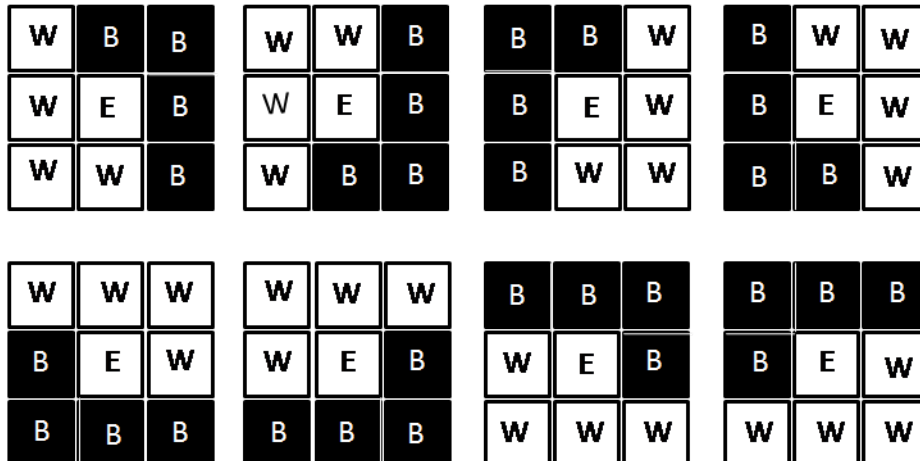 W B B W W B B B W B W W
W E B W E B B E W B E W
W W B W B B B W W B B W
W W W W W W B B B B B B
B E W W E B W E B B E W
B B B B B B W W W W W W